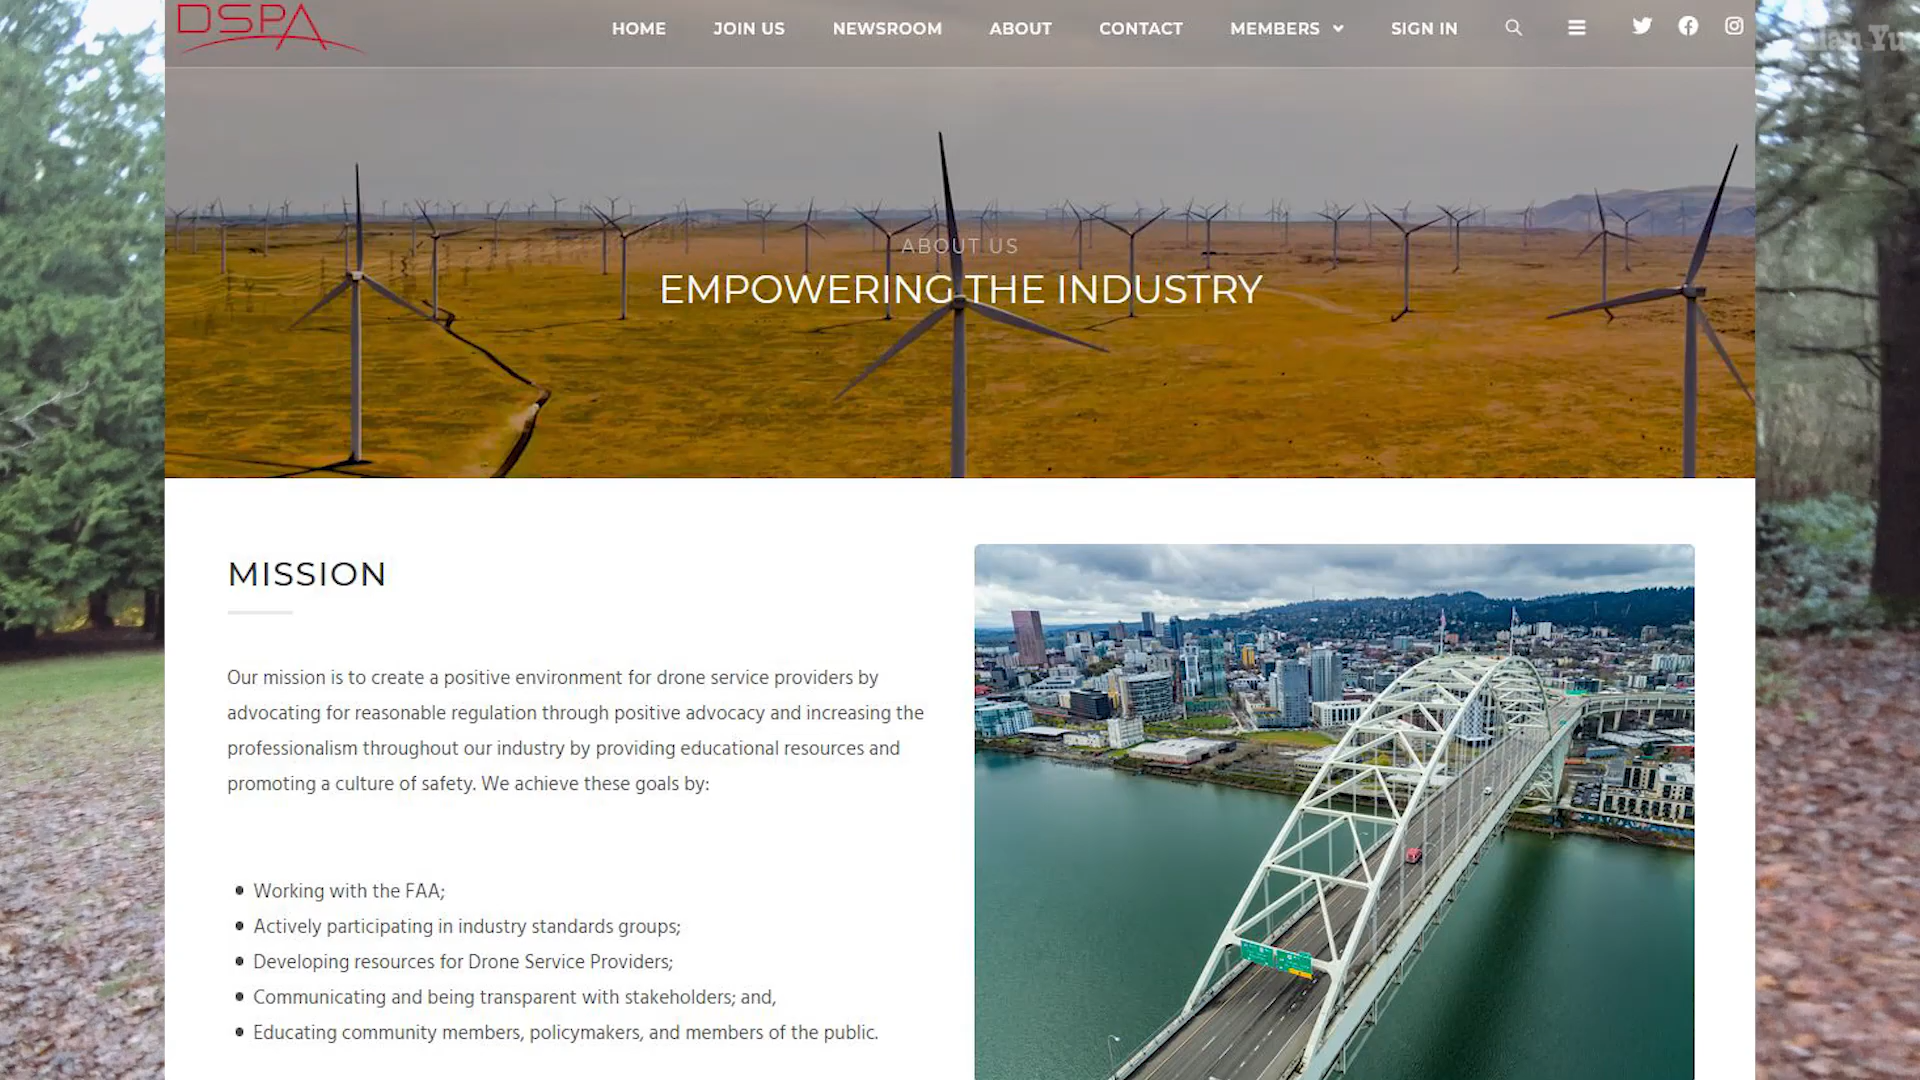 DSPA
HOME JOIN US NEWSROOM ABOUT CONTACT MEMBERS SIGN IN
ABOUT US
EMPOWERING THE INDUSTRY
MISSION
Our mission is to create a positive environment for drone service providers by
advocating for reasonable regulation through positive advocacy and increasing the
professionalism throughout our industry by providing educational resources and
promoting a culture of safety. We achieve these goals by:
Working with the FAA;
Actively participating in industry standards groups;
Developing resources for Drone Service Providers;
Communicating and being transparent with stakeholders; and,
Educating community members, policymakers, and members of the public.